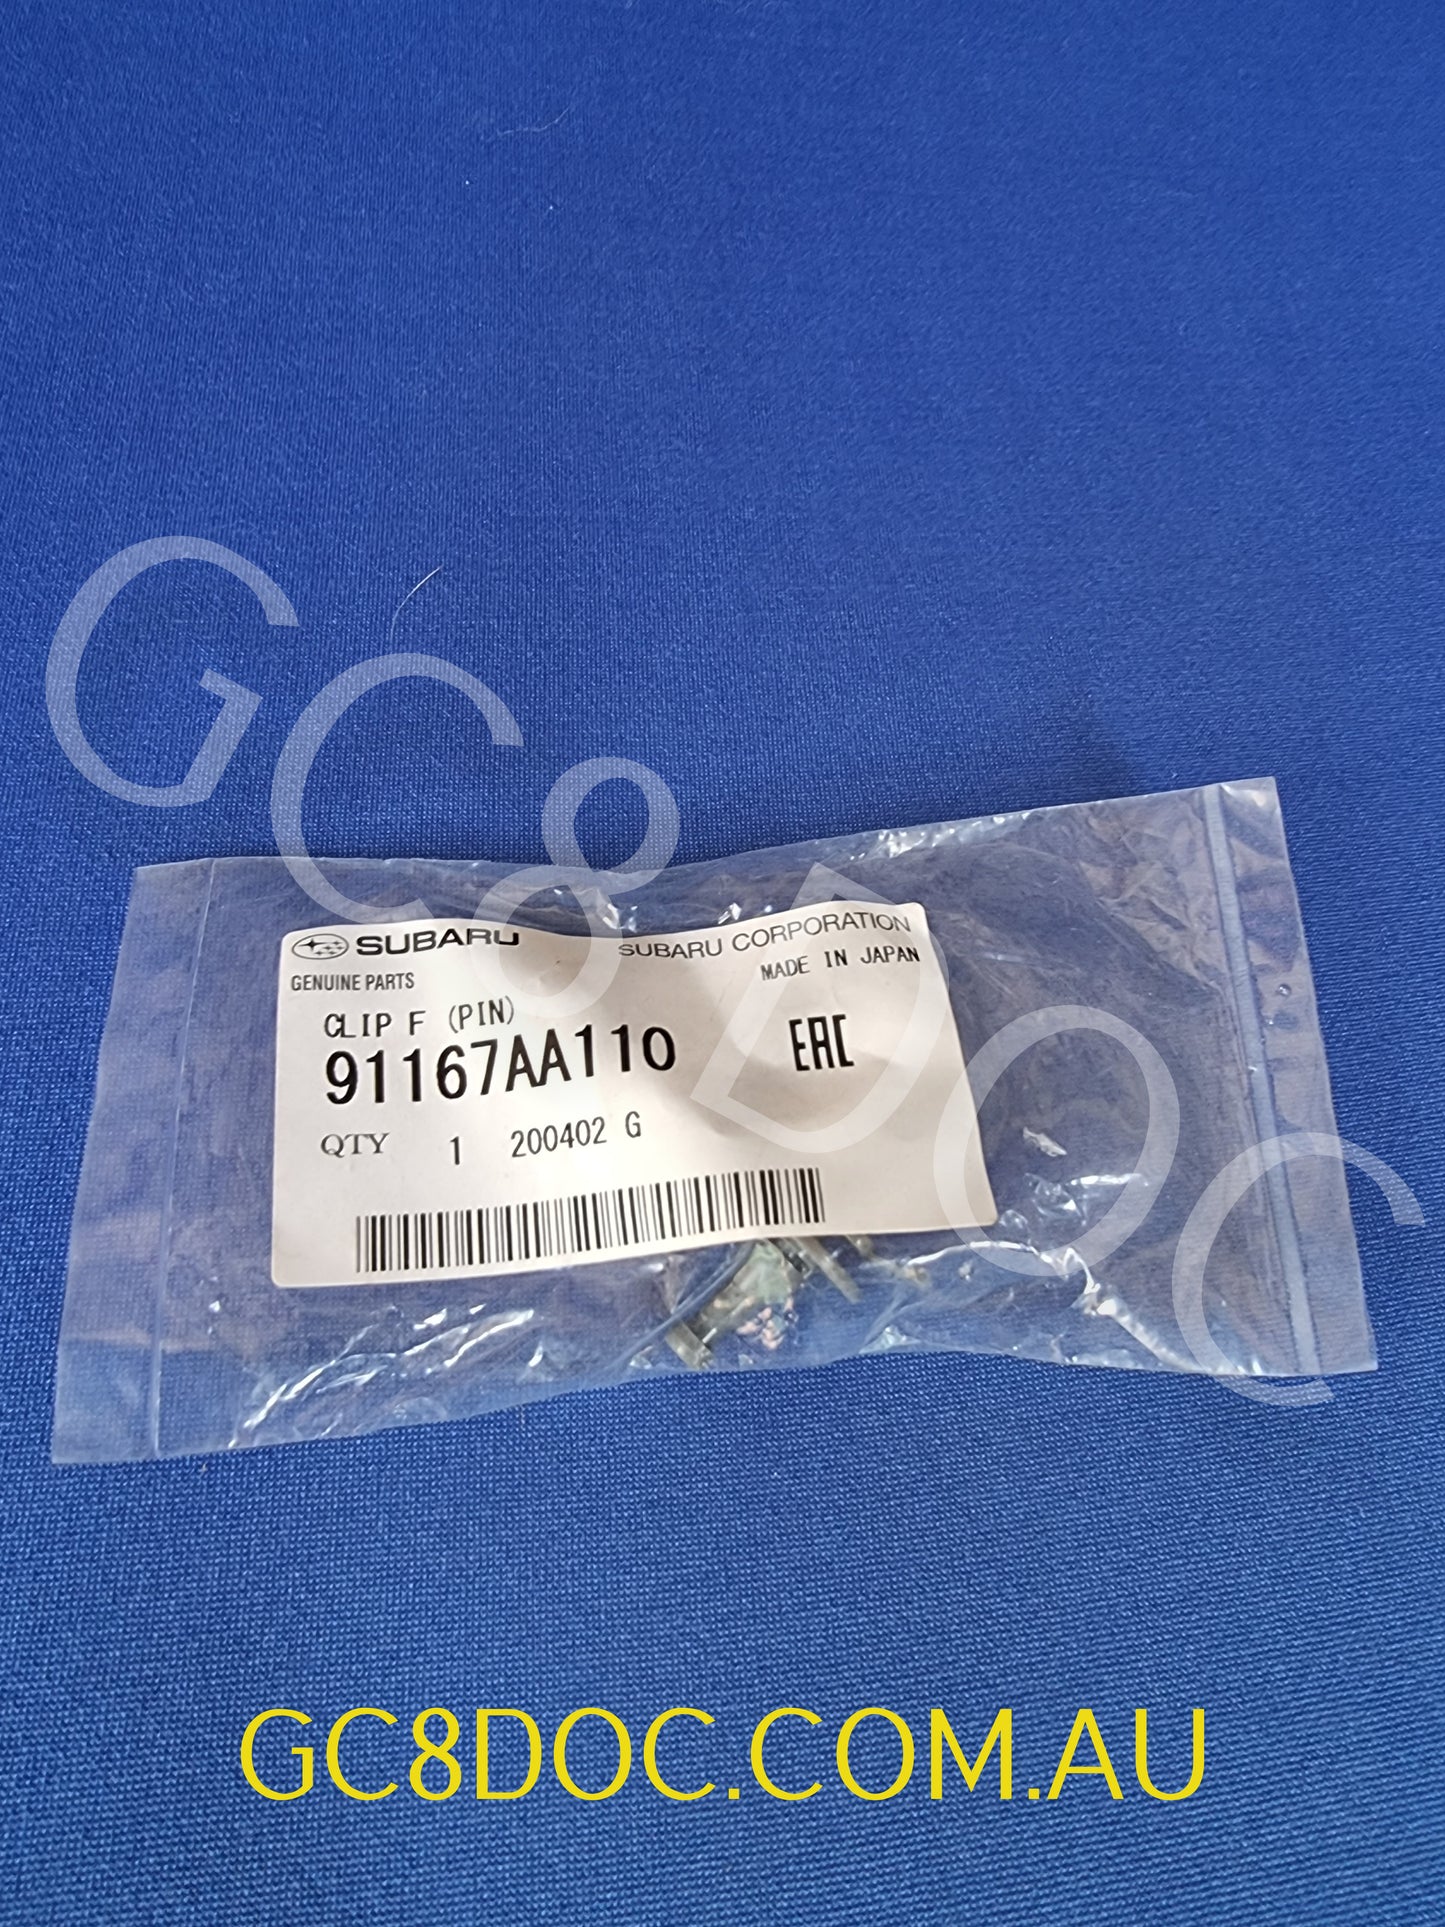 GC8DOC
SUBARU
SUBARU CORPORATION
GENUINE PARTS
MADE IN JAPAN
CLIP F (PIN)
91167AA110
EAC
QTY 1 200402 G
GC8DOC.COM.AU